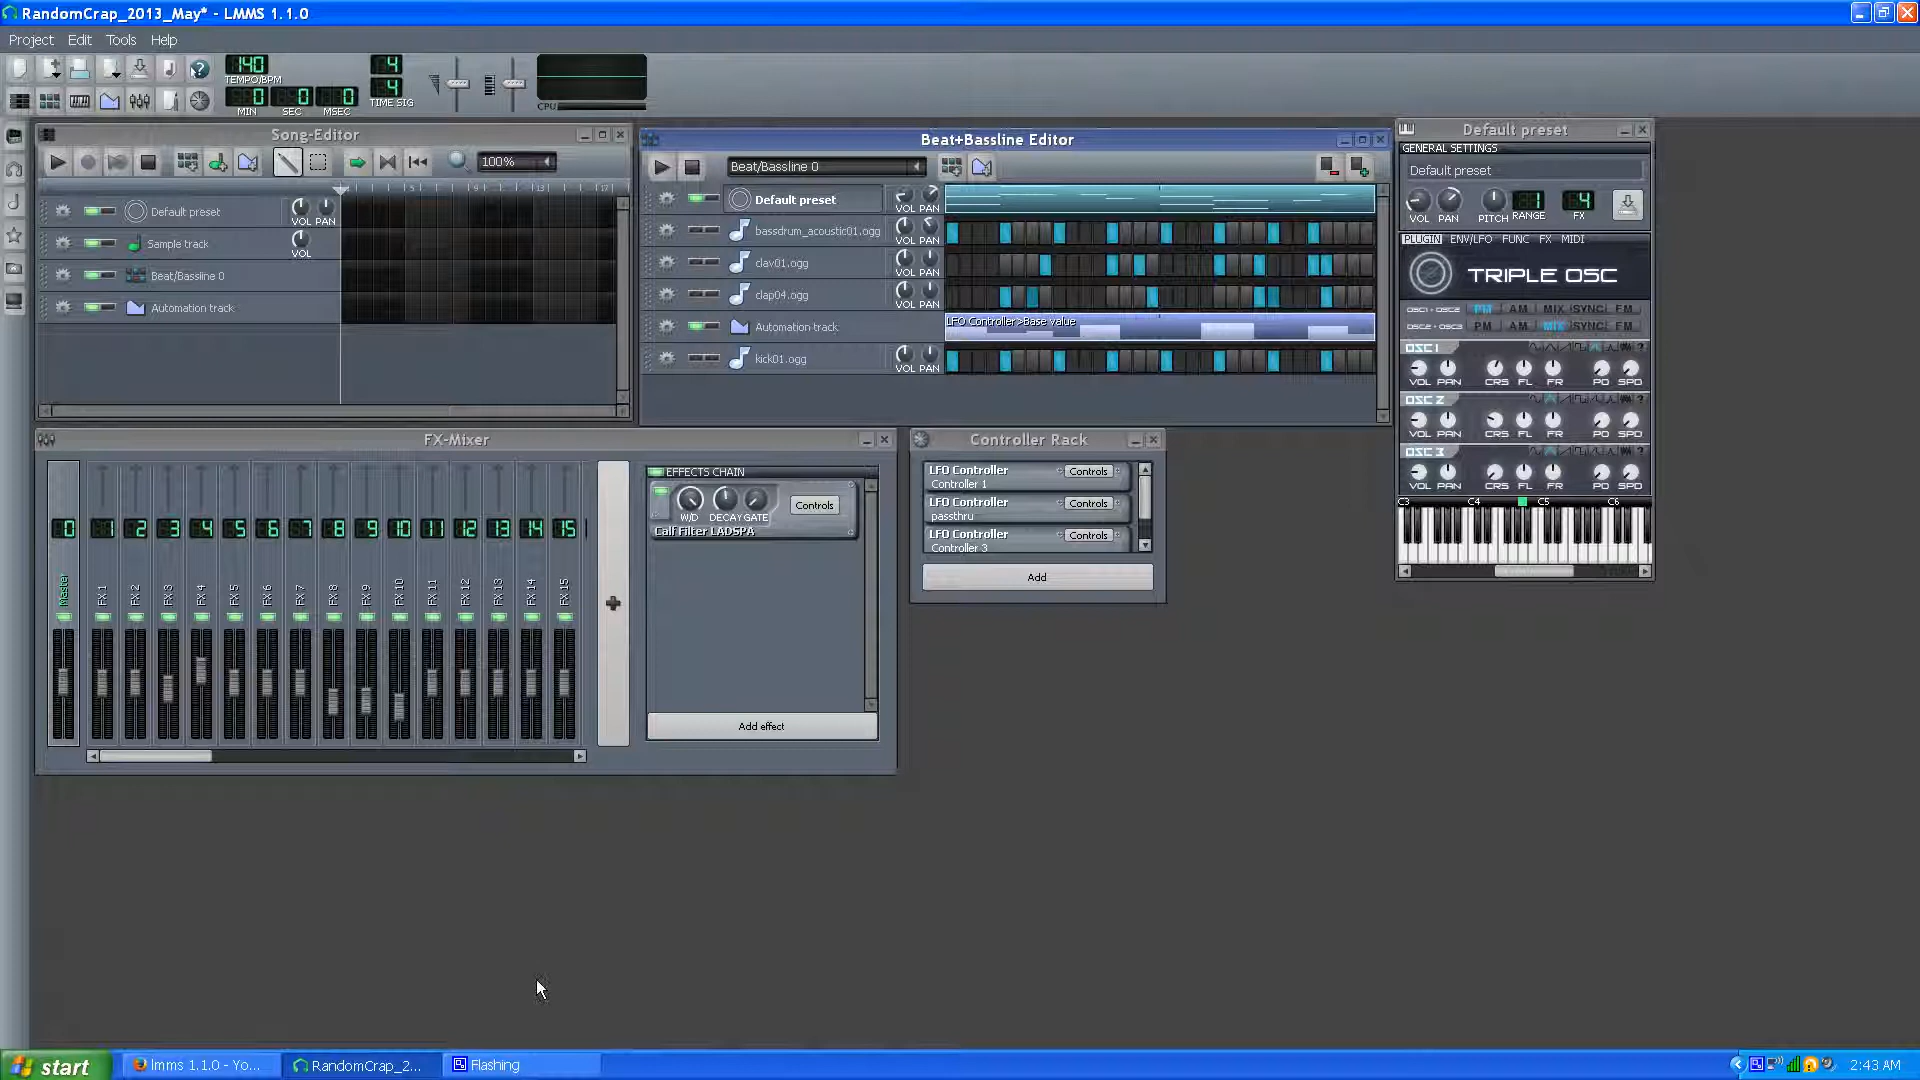 RandomCrap_2013_May* - LMMS 1.1.0
Project Edit Tools Help
140
TEMPO/BPM
0 0 0
MIN SEC MSEC
4
4
TIME SIG
CPU
Song-Editor
100%
5 9 13 17
Default preset
VOL PAN
Sample track
VOL
Beat/Bassline 0
Automation track
Beat+Bassline Editor
Beat/Bassline 0
Default preset
VOL PAN
bassdrum_acoustic01.ogg
VOL PAN
clav01.ogg
VOL PAN
clap04.ogg
VOL PAN
Automation track
LFO Controller>Base value
kick01.ogg
VOL PAN
Default preset
GENERAL SETTINGS
Default preset
1 4
VOL PAN PITCH RANGE FX
PLUGIN ENV/LFO FUNC FX MIDI
TRIPLE OSC
OSC1 + OSC2 PM AM MIX SYNC FM
OSC2 + OSC3 PM AM MIX SYNC FM
OSC 1
VOL PAN CRS FL FR PO SPD
OSC 2
VOL PAN CRS FL FR PO SPD
OSC 3
VOL PAN CRS FL FR PO SPD
C3 C4 C5 C6
FX-Mixer
0 1 2 3 4 5 6 7 8 9 10 11 12 13 14 15
Master FX 1 FX 2 FX 3 FX 4 FX 5 FX 6 FX 7 FX 8 FX 9 FX 10 FX 11 FX 12 FX 13 FX 14 FX 15
EFFECTS CHAIN
W/D DECAY GATE
Controls
Calf Filter LADSPA
Add effect
Controller Rack
LFO Controller
Controls
Controller 1
LFO Controller
Controls
passthru
LFO Controller
Controls
Controller 3
Add
start
lmms 1.1.0 - Yo...
RandomCrap_2...
Flashing
2:43 AM